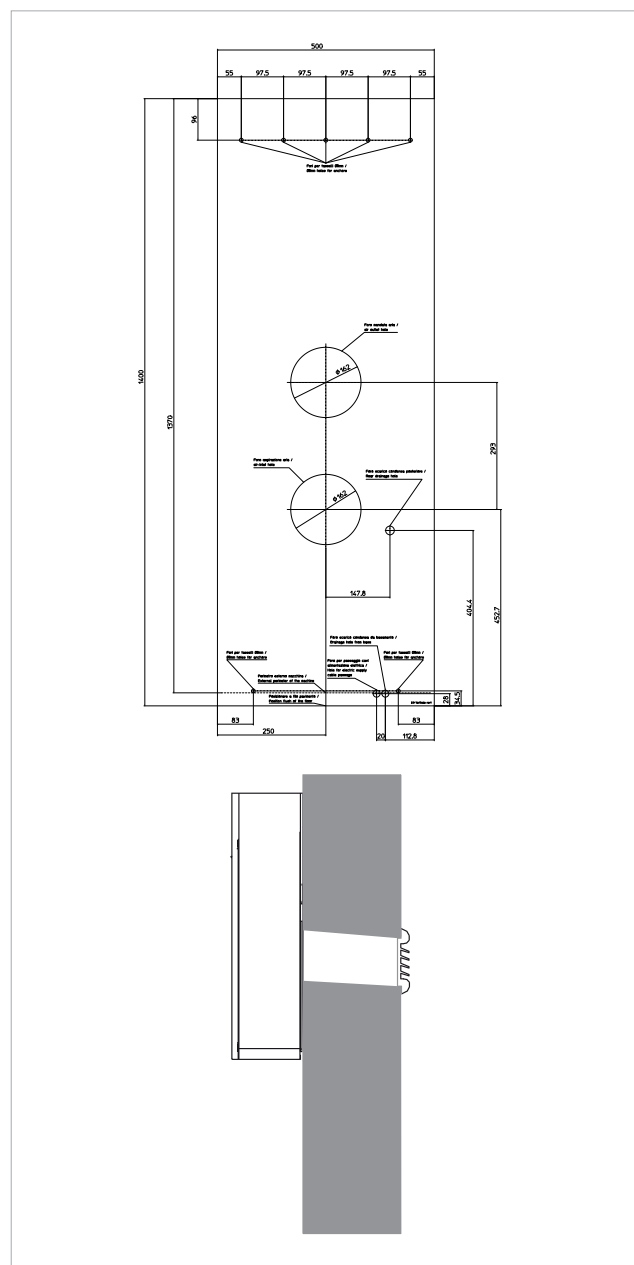 500
55 97.5 97.5 97.5 97.5 55
96
Fori per tasselli Ø8mm /
Ø8mm holes for anchors
Foro mandata aria /
air outlet hole
Ø 162
1400
1370
293
Foro aspirazione aria /
air-inlet hole
Foro scarico condensa posteriore /
Rear drainage hole
Ø 162
147.8
404.4
452.7
Foro scarico condensa da basamento /
Drainage hole from base
Fori per tasselli Ø8mm /
Ø8mm holes for anchors
Foro per passaggio cavi
alimentazione elettrica /
Hole for electric supply
cable passage
Fori per tasselli Ø8mm /
Ø8mm holes for anchors
Perimetro esterno macchina /
External perimeter of the machine
Posizionare a filo pavimento /
Position flush of the floor
28
34.5
83
83
250
20
112.8